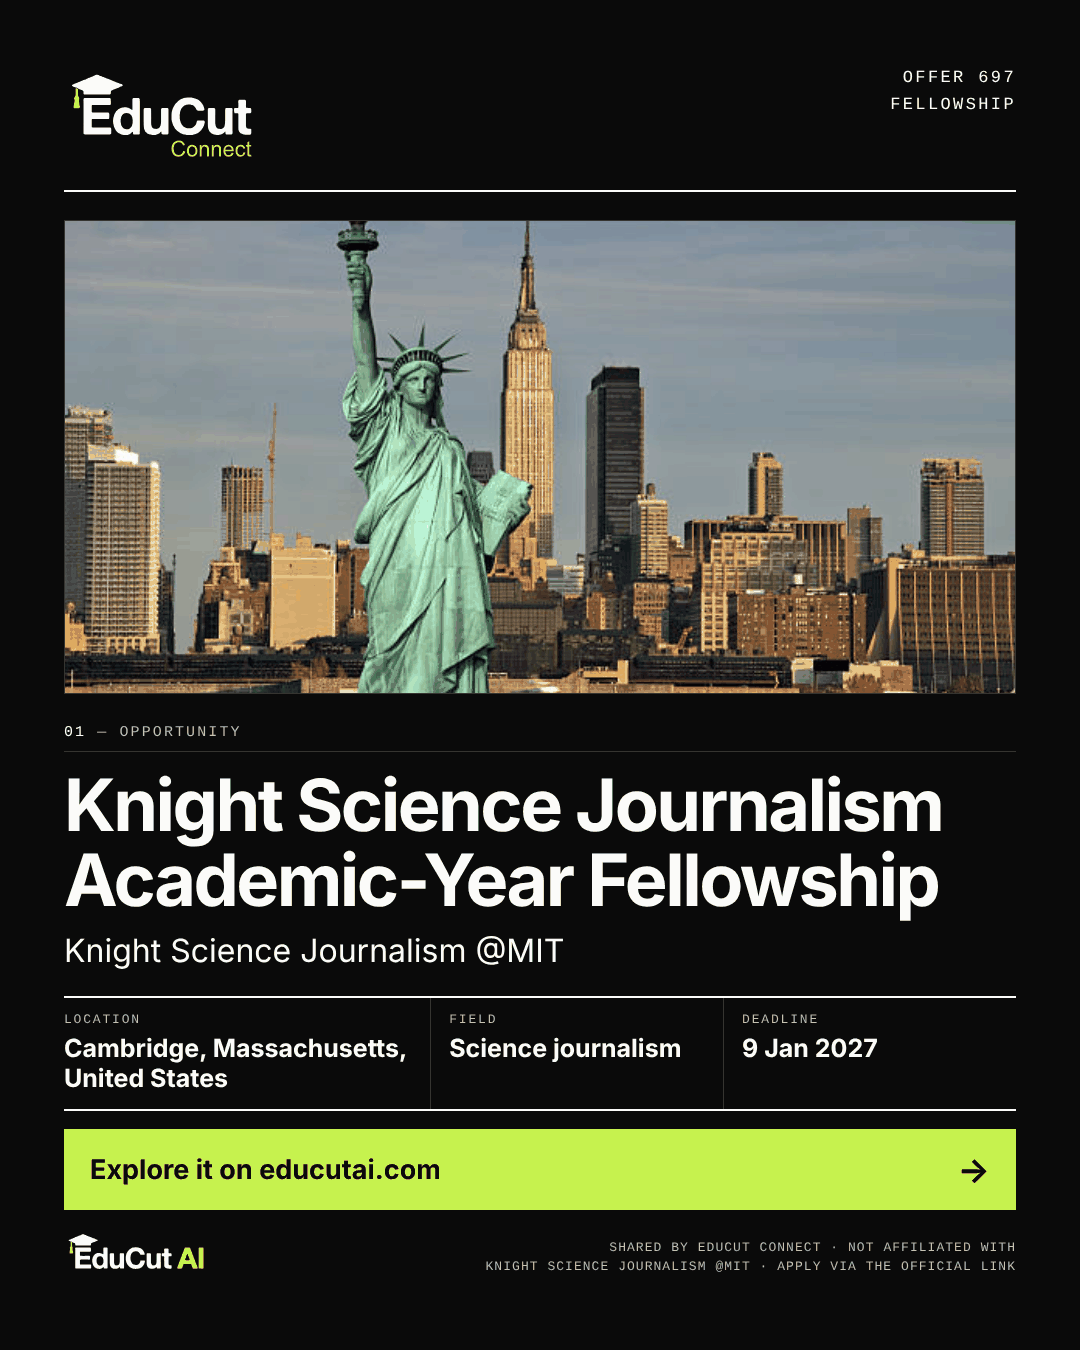 EduCut
Connect
OFFER 697
FELLOWSHIP
01 — OPPORTUNITY
Knight Science Journalism
Academic-Year Fellowship
Knight Science Journalism @MIT
LOCATION
Cambridge, Massachusetts,
United States
FIELD
Science journalism
DEADLINE
9 Jan 2027
Explore it on educutai.com →
EduCut AI
SHARED BY EDUCUT CONNECT · NOT AFFILIATED WITH
KNIGHT SCIENCE JOURNALISM @MIT · APPLY VIA THE OFFICIAL LINK